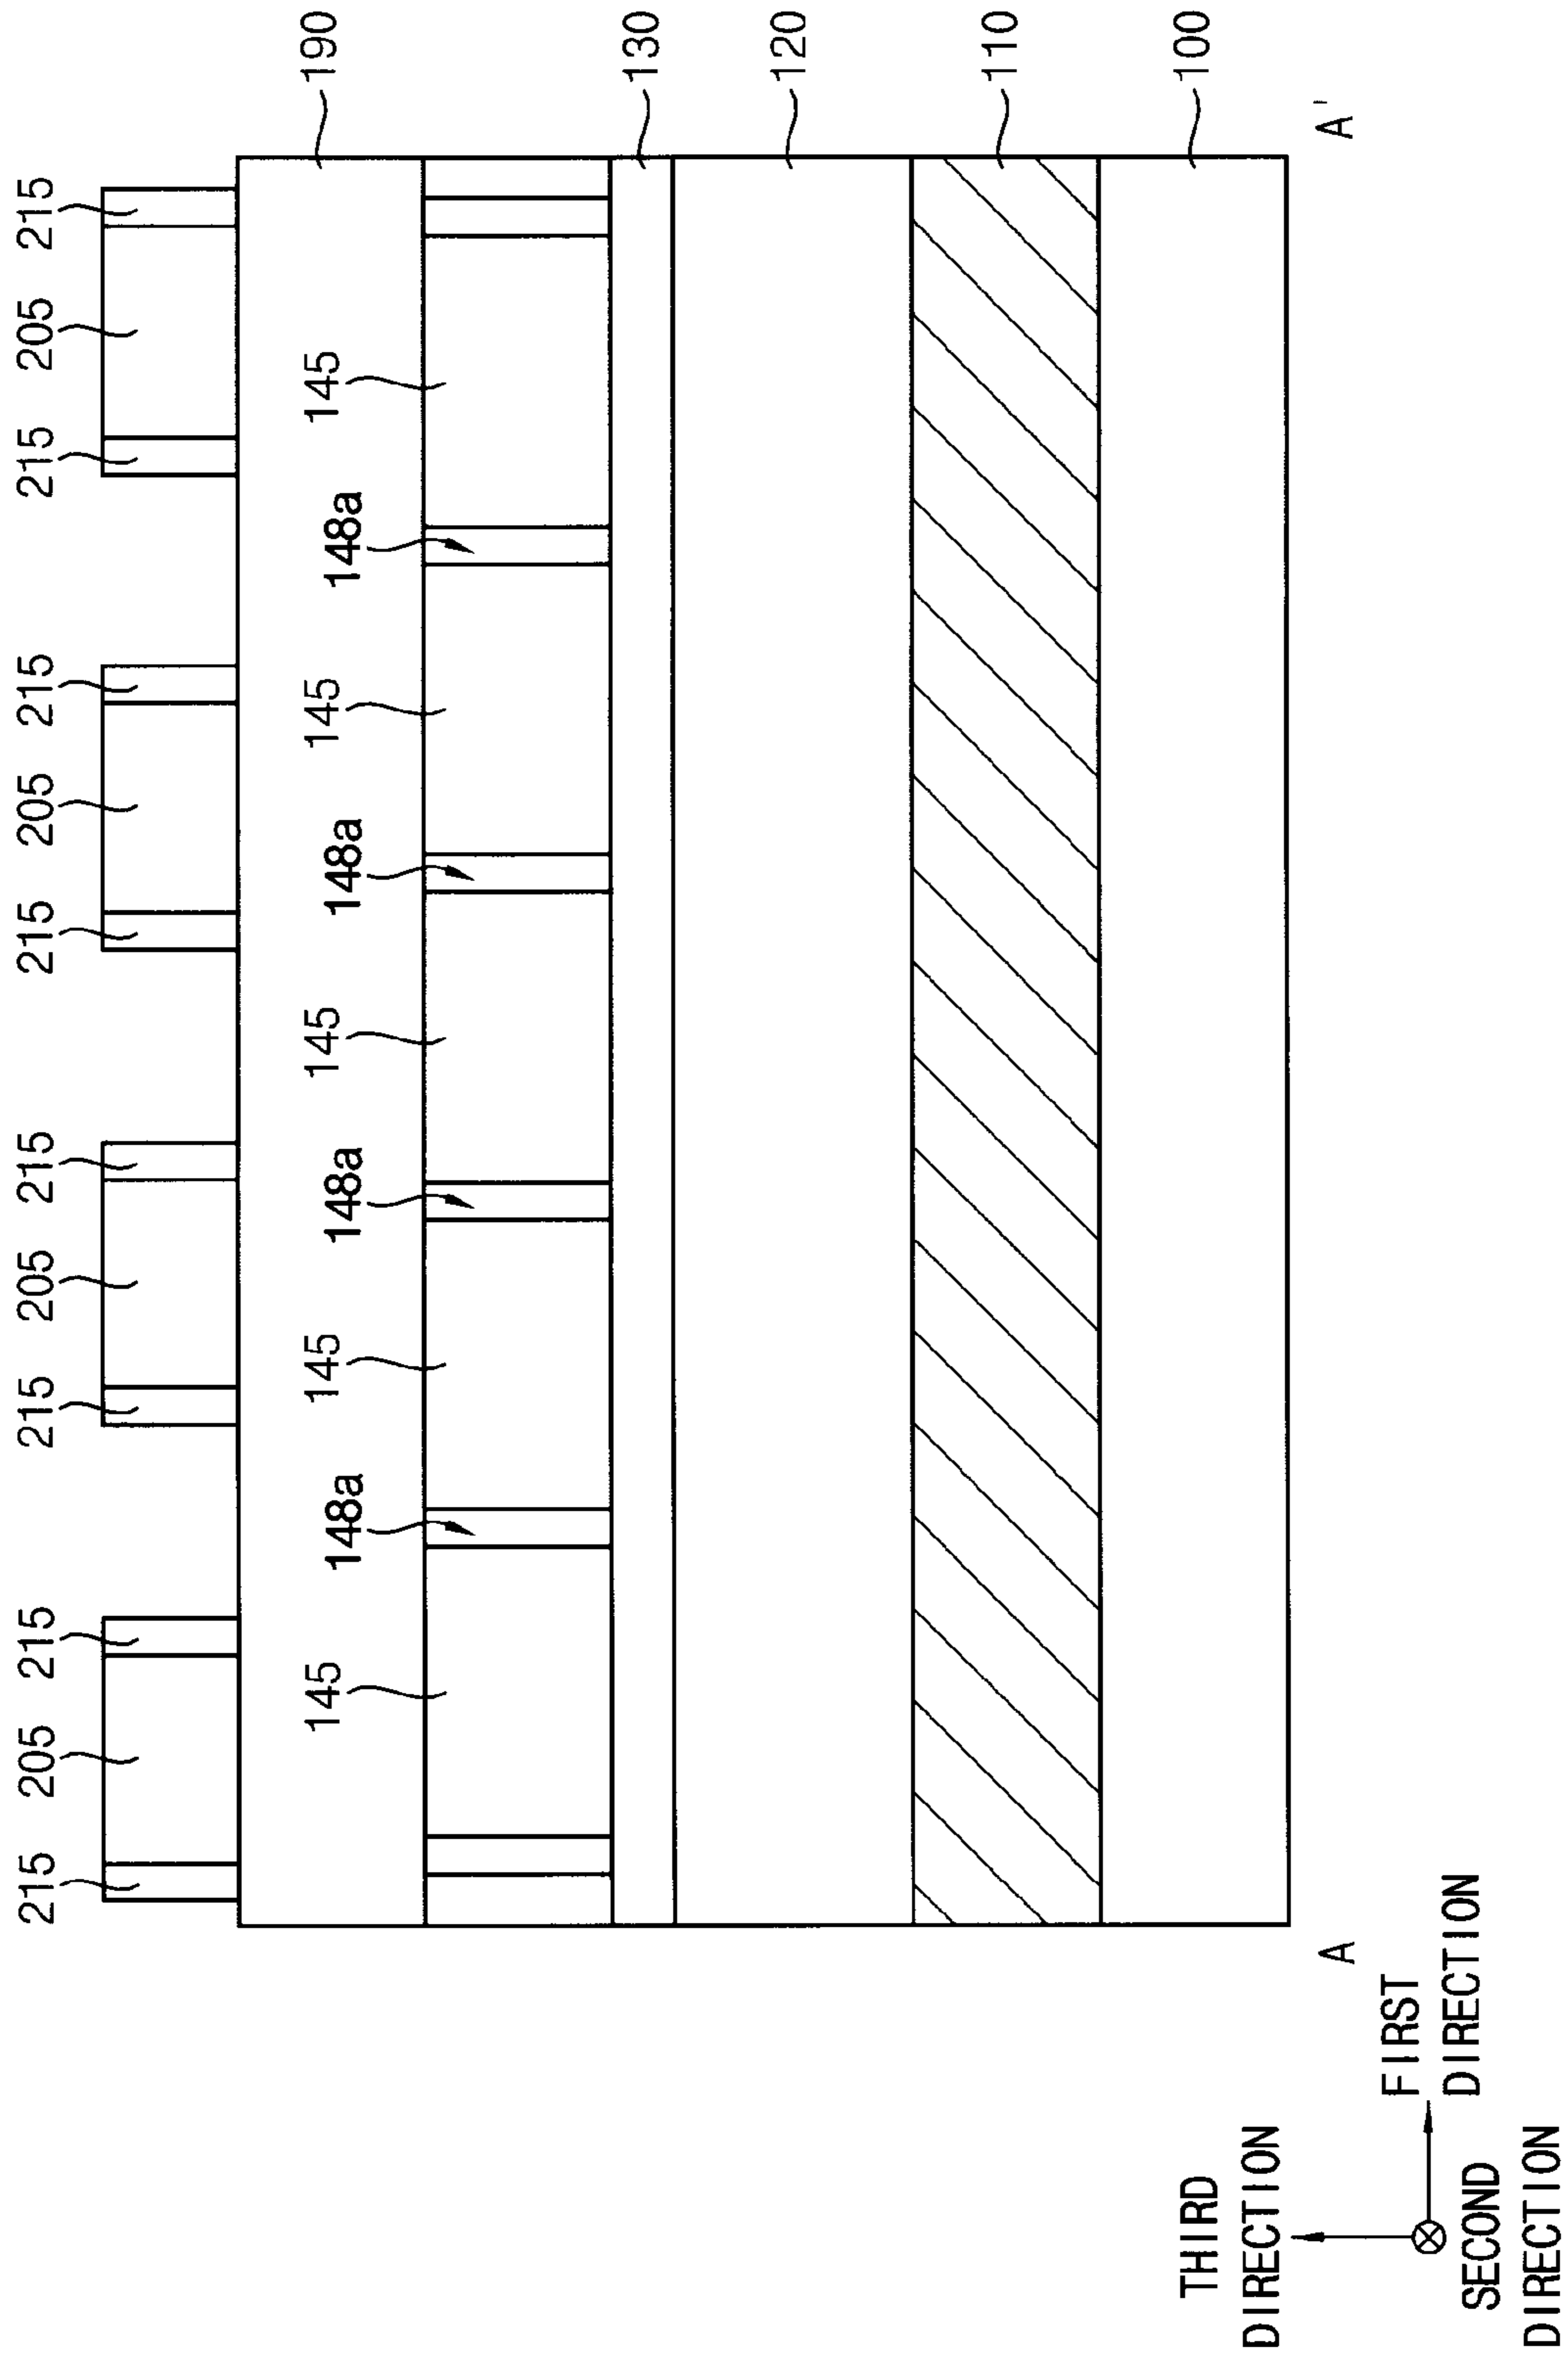 215 205 215 215 205 215 215 205 215 215 205 215
145 145 145 145 145 190
148a 148a 148a 148a
130
120
110
100
A A'
THIRD
DIRECTION
FIRST
DIRECTION
SECOND
DIRECTION